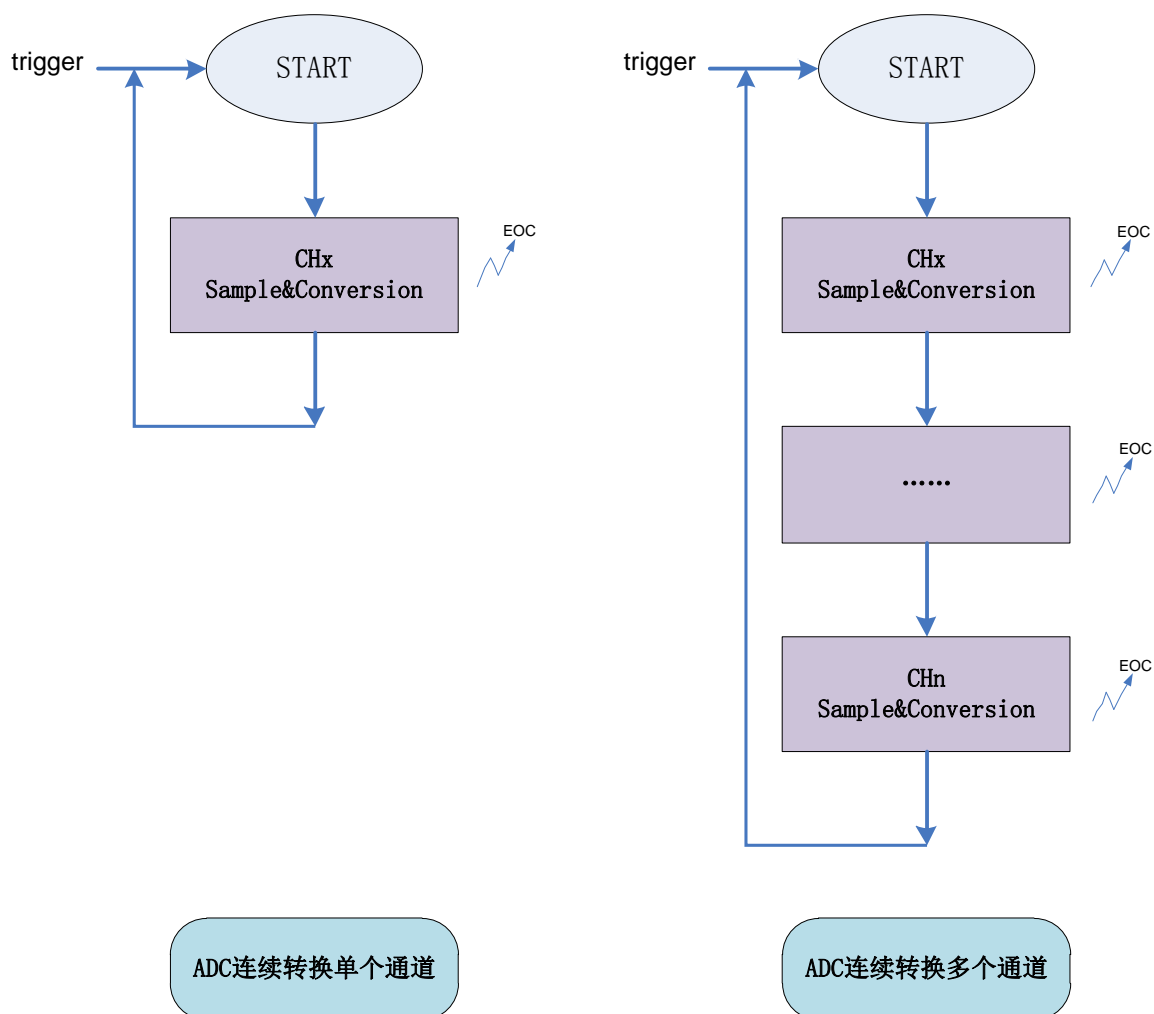 trigger
START
CHx
Sample&Conversion
EOC
ADC连续转换单个通道
trigger
START
CHx
Sample&Conversion
EOC
......
EOC
CHn
Sample&Conversion
EOC
ADC连续转换多个通道